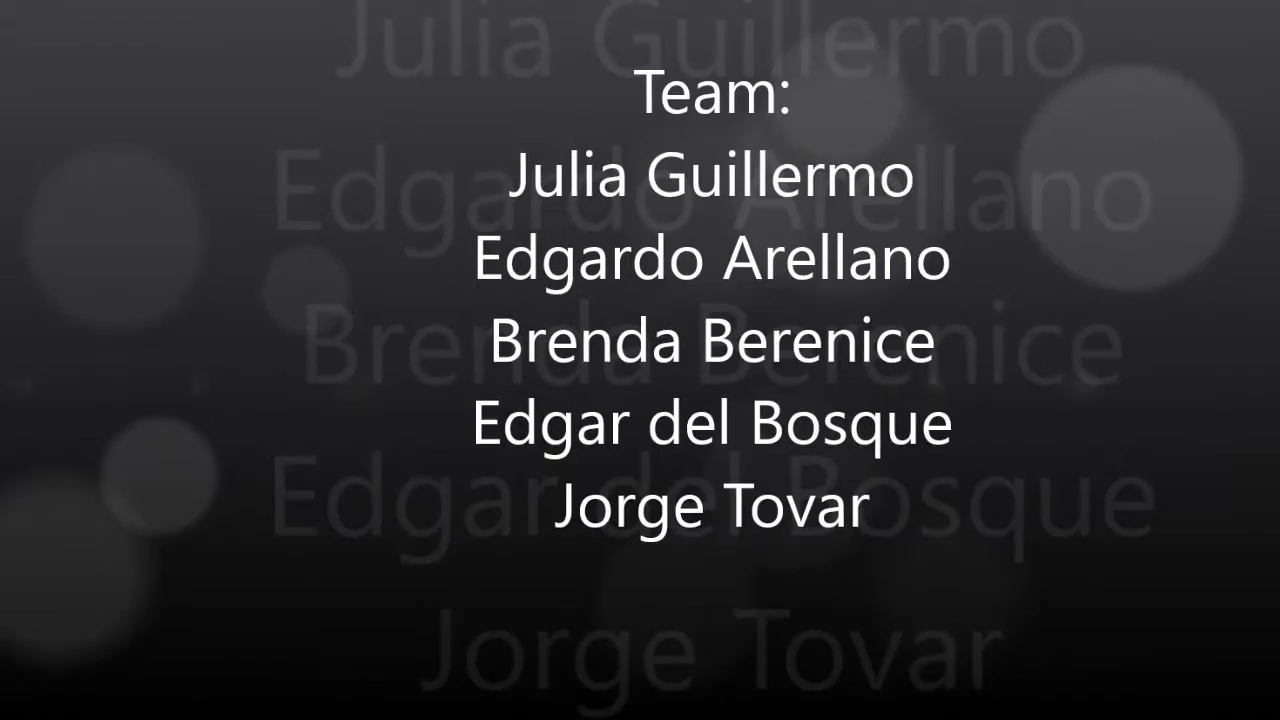 Team:
Julia Guillermo
Edgardo Arellano
Brenda Berenice
Edgar del Bosque
Jorge Tovar